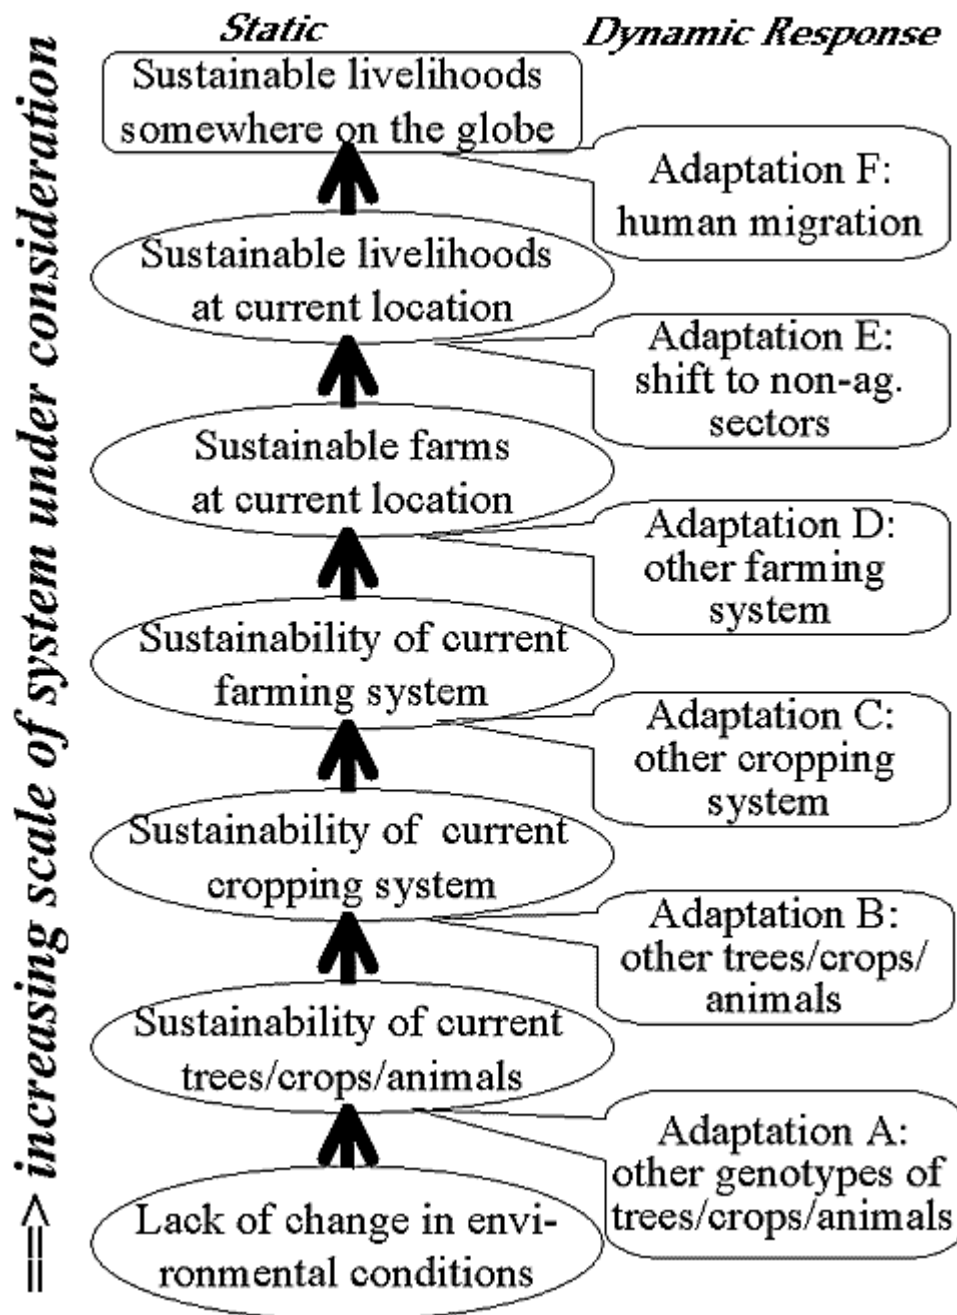 Static
Dynamic Response
Sustainable livelihoods
somewhere on the globe
Adaptation F:
human migration
Sustainable livelihoods
at current location
Adaptation E:
shift to non-ag.
sectors
Sustainable farms
at current location
Adaptation D:
other farming
system
Sustainability of current
farming system
Adaptation C:
other cropping
system
Sustainability of current
cropping system
Adaptation B:
other trees/crops/
animals
Sustainability of current
trees/crops/animals
Adaptation A:
other genotypes of
trees/crops/animals
Lack of change in envi-
ronmental conditions
===> increasing scale of system under consideration